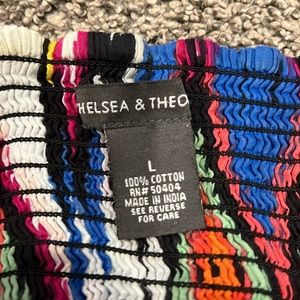 HELSEA & THEO
L
100% COTTON
RN# 50404
MADE IN INDIA
SEE REVERSE
FOR CARE